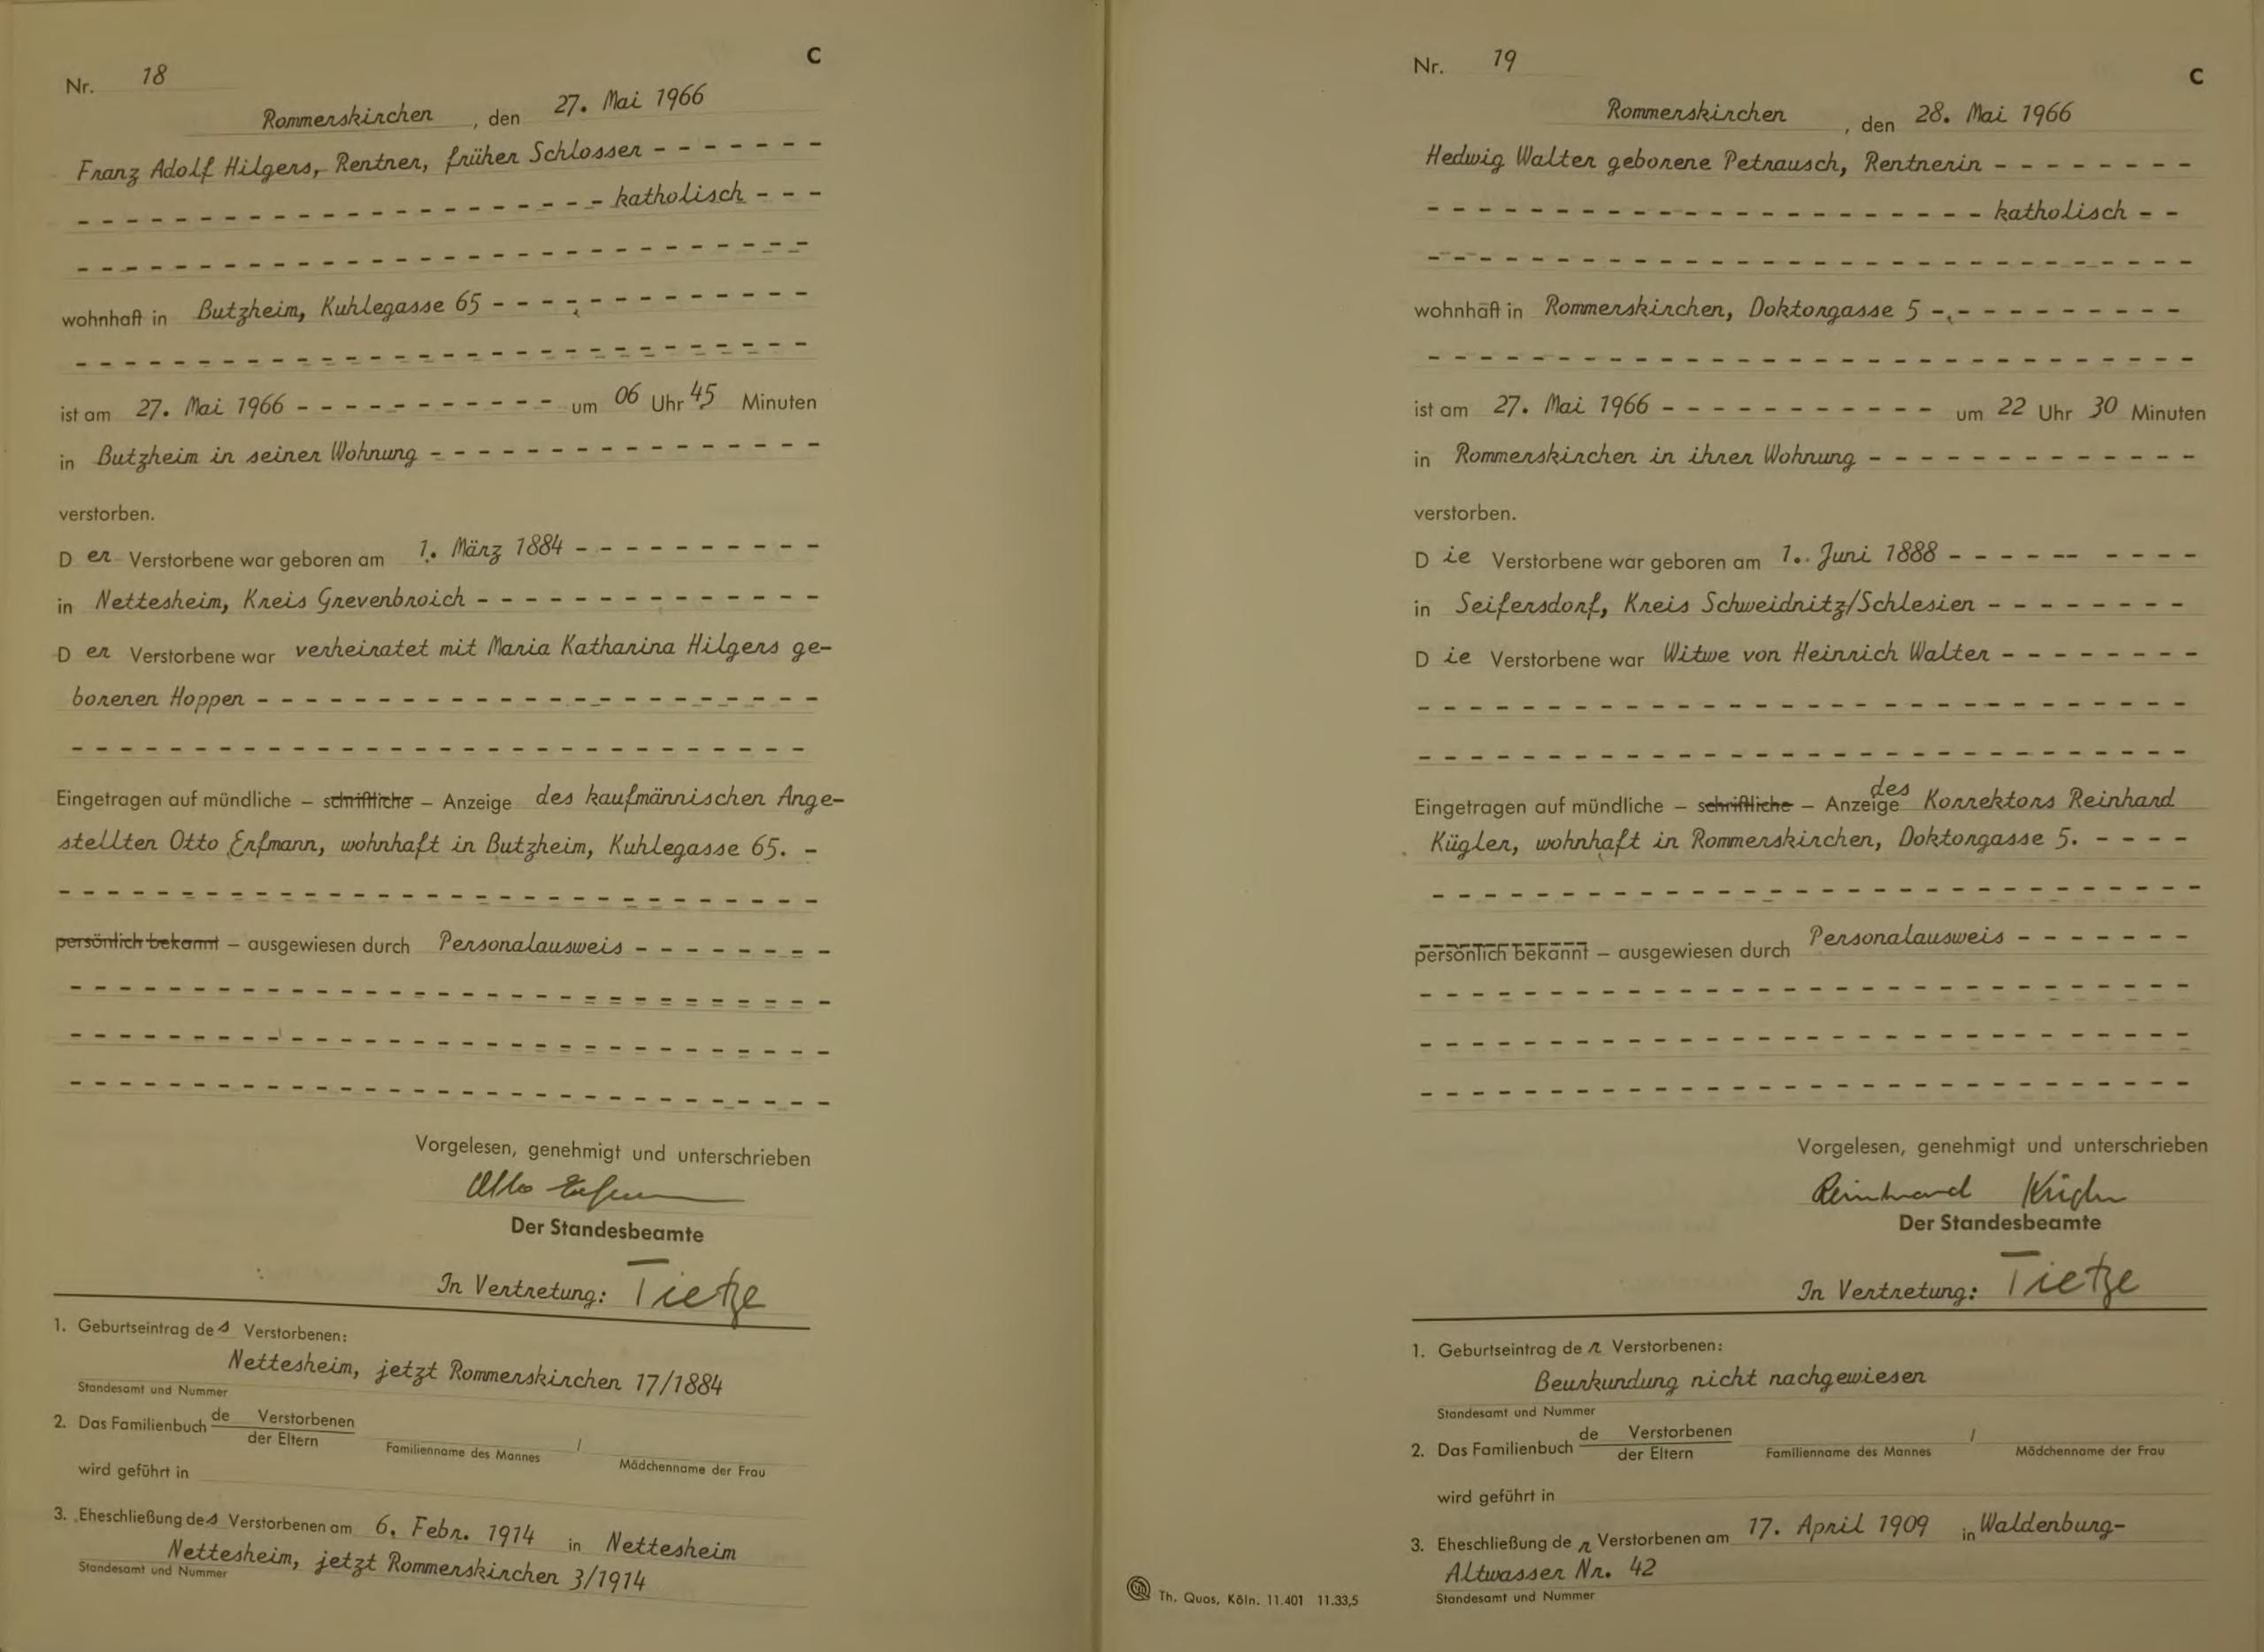 C
Nr. 18
Rommerskirchen, den 27. Mai 1966
Franz Adolf Hilgers, Rentner, früher Schlosser - - - - - - -
- - - - - - - - - - - - - - - - - - - - - - katholisch - - -
- - - - - - - - - - - - - - - - - - - - - - - - - - - - - -
wohnhaft in Butzheim, Kuhlegasse 65 - - - - - - - - - - - - -
- - - - - - - - - - - - - - - - - - - - - - - - - - - - - -
ist am 27. Mai 1966 - - - - - - - - - - - um 06 Uhr 45 Minuten
in Butzheim in seiner Wohnung - - - - - - - - - - - - - - - -
verstorben.
Der Verstorbene war geboren am 1. März 1884 - - - - - - - - - -
in Nettesheim, Kreis Grevenbroich - - - - - - - - - - - - - -
Der Verstorbene war verheiratet mit Maria Katharina Hilgers ge-
borenen Hoppen - - - - - - - - - - - - - - - - - - - - - - -
- - - - - - - - - - - - - - - - - - - - - - - - - - - - - -
Eingetragen auf mündliche – schriftliche – Anzeige des kaufmännischen Ange-
stellten Otto Erfmann, wohnhaft in Butzheim, Kuhlegasse 65. -
- - - - - - - - - - - - - - - - - - - - - - - - - - - - - -
persönlich bekannt – ausgewiesen durch Personalausweis - - - - - - - -
- - - - - - - - - - - - - - - - - - - - - - - - - - - - - -
- - - - - - - - - - - - - - - - - - - - - - - - - - - - - -
- - - - - - - - - - - - - - - - - - - - - - - - - - - - - -
Vorgelesen, genehmigt und unterschrieben
Otto Erfmann
Der Standesbeamte
In Vertretung: Tietze
1. Geburtseintrag des Verstorbenen:
Nettesheim, jetzt Rommerskirchen 17/1884
Standesamt und Nummer
2. Das Familienbuch de Verstorbenen
der Eltern
Familienname des Mannes / Mädchenname der Frau
wird geführt in
3. Eheschließung des Verstorbenen am 6. Febr. 1914 in Nettesheim
Nettesheim, jetzt Rommerskirchen 3/1914
Standesamt und Nummer
Nr. 19
C
Rommerskirchen, den 28. Mai 1966
Hedwig Walter geborene Petrausch, Rentnerin - - - - - - - -
- - - - - - - - - - - - - - - - - - - - - - katholisch - -
- - - - - - - - - - - - - - - - - - - - - - - - - - - - - -
wohnhaft in Rommerskirchen, Doktorgasse 5 - - - - - - - - - - -
- - - - - - - - - - - - - - - - - - - - - - - - - - - - - -
ist am 27. Mai 1966 - - - - - - - - - - - um 22 Uhr 30 Minuten
in Rommerskirchen in ihrer Wohnung - - - - - - - - - - - - -
verstorben.
Die Verstorbene war geboren am 1. Juni 1888 - - - - - - - - - -
in Seifersdorf, Kreis Schweidnitz/Schlesien - - - - - - - -
Die Verstorbene war Witwe von Heinrich Walter - - - - - - - -
- - - - - - - - - - - - - - - - - - - - - - - - - - - - - -
- - - - - - - - - - - - - - - - - - - - - - - - - - - - - -
Eingetragen auf mündliche – schriftliche – Anzeige des Korrektors Reinhard
Kügler, wohnhaft in Rommerskirchen, Doktorgasse 5. - - - -
- - - - - - - - - - - - - - - - - - - - - - - - - - - - - -
persönlich bekannt – ausgewiesen durch Personalausweis - - - - - - -
- - - - - - - - - - - - - - - - - - - - - - - - - - - - - -
- - - - - - - - - - - - - - - - - - - - - - - - - - - - - -
- - - - - - - - - - - - - - - - - - - - - - - - - - - - - -
Vorgelesen, genehmigt und unterschrieben
Reinhard Kügler
Der Standesbeamte
In Vertretung: Tietze
1. Geburtseintrag der Verstorbenen:
Beurkundung nicht nachgewiesen
Standesamt und Nummer
2. Das Familienbuch de Verstorbenen
der Eltern
Familienname des Mannes / Mädchenname der Frau
wird geführt in
3. Eheschließung der Verstorbenen am 17. April 1909 in Waldenburg-
Altwasser Nr. 42
Standesamt und Nummer
Th. Quos, Köln. 11.401 11.33,5